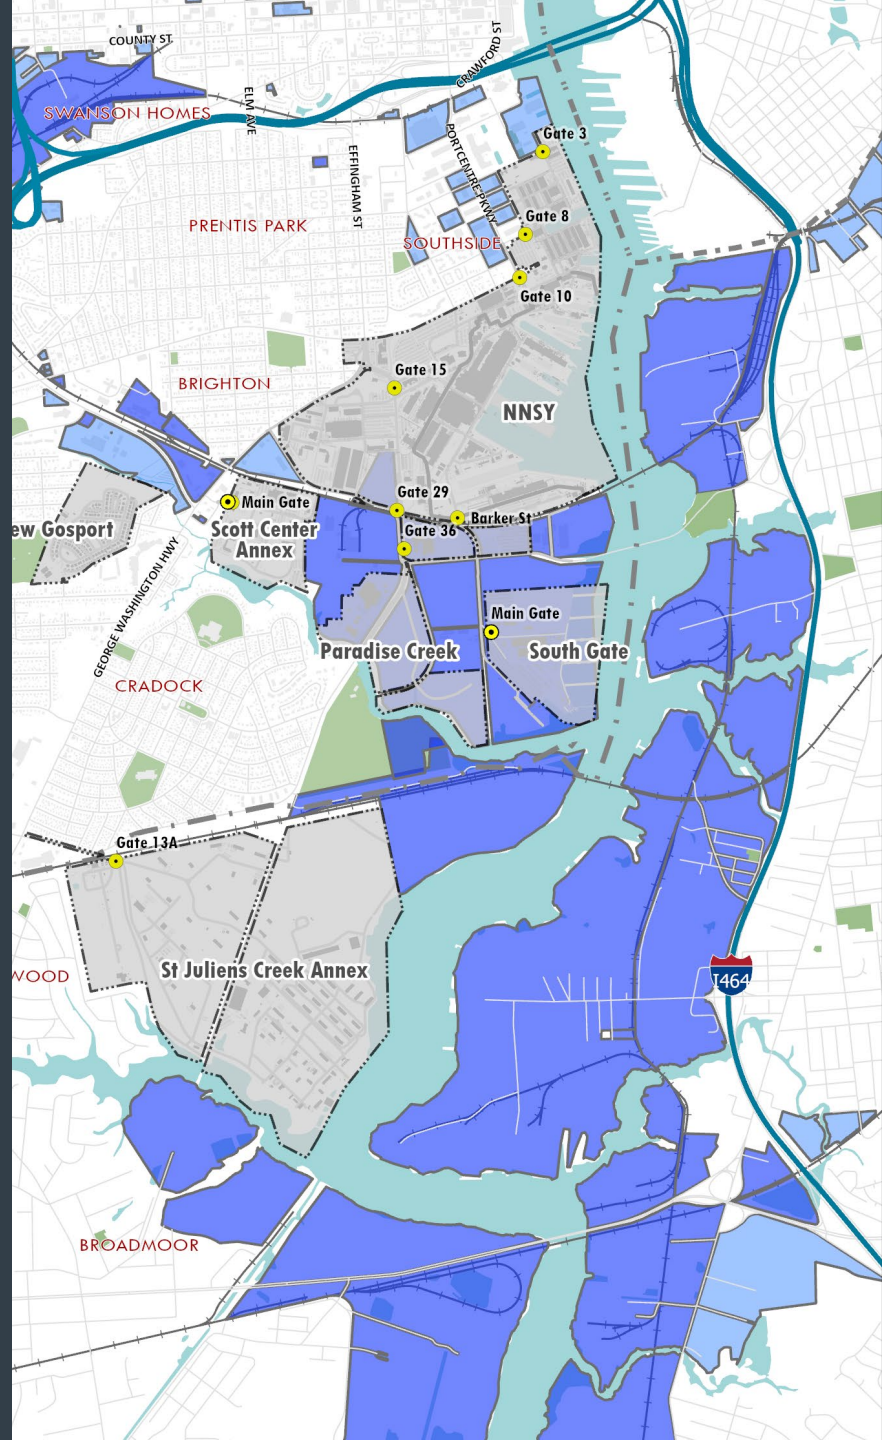 COUNTY ST
CRAWFORD ST
SWANSON HOMES
ELM AVE
PORTCENTRE PKWY
Gate 3
EFFINGHAM ST
PRENTIS PARK
Gate 8
SOUTHSIDE
Gate 10
Gate 15
BRIGHTON
NNSY
Gate 29
Main Gate
Barker St
ew Gosport
Scott Center
Annex
Gate 36
GEORGE WASHINGTON HWY
Main Gate
Paradise Creek
South Gate
CRADOCK
Gate 13A
WOOD
St Juliens Creek Annex
I464
BROADMOOR